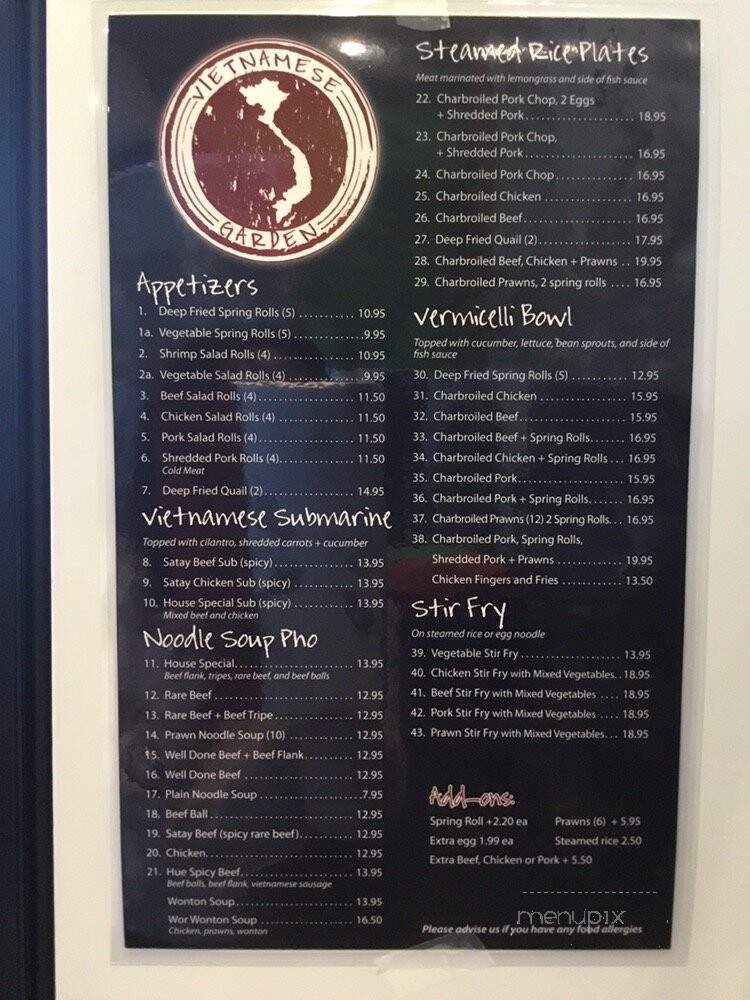 VIETNAMESE
GARDEN
Appetizers
1. Deep Fried Spring Rolls (5) ............ 10.95
1a. Vegetable Spring Rolls (5) .............. 9.95
2. Shrimp Salad Rolls (4) .................. 10.95
2a. Vegetable Salad Rolls (4) ............... 9.95
3. Beef Salad Rolls (4) ..................... 11.50
4. Chicken Salad Rolls (4) ................. 11.50
5. Pork Salad Rolls (4) ..................... 11.50
6. Shredded Pork Rolls (4) ................ 11.50
Cold Meat
7. Deep Fried Quail (2) .................... 14.95
Vietnamese Submarine
Topped with cilantro, shredded carrots + cucumber
8. Satay Beef Sub (spicy) .................. 13.95
9. Satay Chicken Sub (spicy) .............. 13.95
10. House Special Sub (spicy) ............. 13.95
Mixed beef and chicken
Noodle Soup Pho
11. House Special .......................... 13.95
Beef flank, tripes, rare beef, and beef balls
12. Rare Beef ............................... 12.95
13. Rare Beef + Beef Tripe ................. 12.95
14. Prawn Noodle Soup (10) ............... 12.95
15. Well Done Beef + Beef Flank ........... 12.95
16. Well Done Beef ......................... 12.95
17. Plain Noodle Soup ...................... 7.95
18. Beef Ball ................................ 12.95
19. Satay Beef (spicy rare beef) ............ 12.95
20. Chicken ................................. 12.95
21. Hue Spicy Beef ......................... 13.95
Beef balls, beef flank, vietnamese sausage
Wonton Soup ............................ 13.95
Wor Wonton Soup ...................... 16.50
Chicken, prawns, wonton
Steamed Rice Plates
Meat marinated with lemongrass and side of fish sauce
22. Charbroiled Pork Chop, 2 Eggs
+ Shredded Pork ........................ 18.95
23. Charbroiled Pork Chop,
+ Shredded Pork ........................ 16.95
24. Charbroiled Pork Chop .................. 16.95
25. Charbroiled Chicken .................... 16.95
26. Charbroiled Beef ........................ 16.95
27. Deep Fried Quail (2) ..................... 17.95
28. Charbroiled Beef, Chicken + Prawns .. 19.95
29. Charbroiled Prawns, 2 spring rolls .... 16.95
Vermicelli Bowl
Topped with cucumber, lettuce, bean sprouts, and side of
fish sauce
30. Deep Fried Spring Rolls (5) ............. 12.95
31. Charbroiled Chicken .................... 15.95
32. Charbroiled Beef ........................ 15.95
33. Charbroiled Beef + Spring Rolls ....... 16.95
34. Charbroiled Chicken + Spring Rolls ... 16.95
35. Charbroiled Pork ........................ 15.95
36. Charbroiled Pork + Spring Rolls ....... 16.95
37. Charbroiled Prawns (12) 2 Spring Rolls... 16.95
38. Charbroiled Pork, Spring Rolls,
Shredded Pork + Prawns ............... 19.95
Chicken Fingers and Fries .............. 13.50
Stir Fry
On steamed rice or egg noodle
39. Vegetable Stir Fry ....................... 13.95
40. Chicken Stir Fry with Mixed Vegetables.. 18.95
41. Beef Stir Fry with Mixed Vegetables .... 18.95
42. Pork Stir Fry with Mixed Vegetables .... 18.95
43. Prawn Stir Fry with Mixed Vegetables... 18.95
Add-ons:
Spring Roll +2.20 ea Prawns (6) + 5.95
Extra egg 1.99 ea Steamed rice 2.50
Extra Beef, Chicken or Pork + 5.50
menupix
Please advise us if you have any food allergies